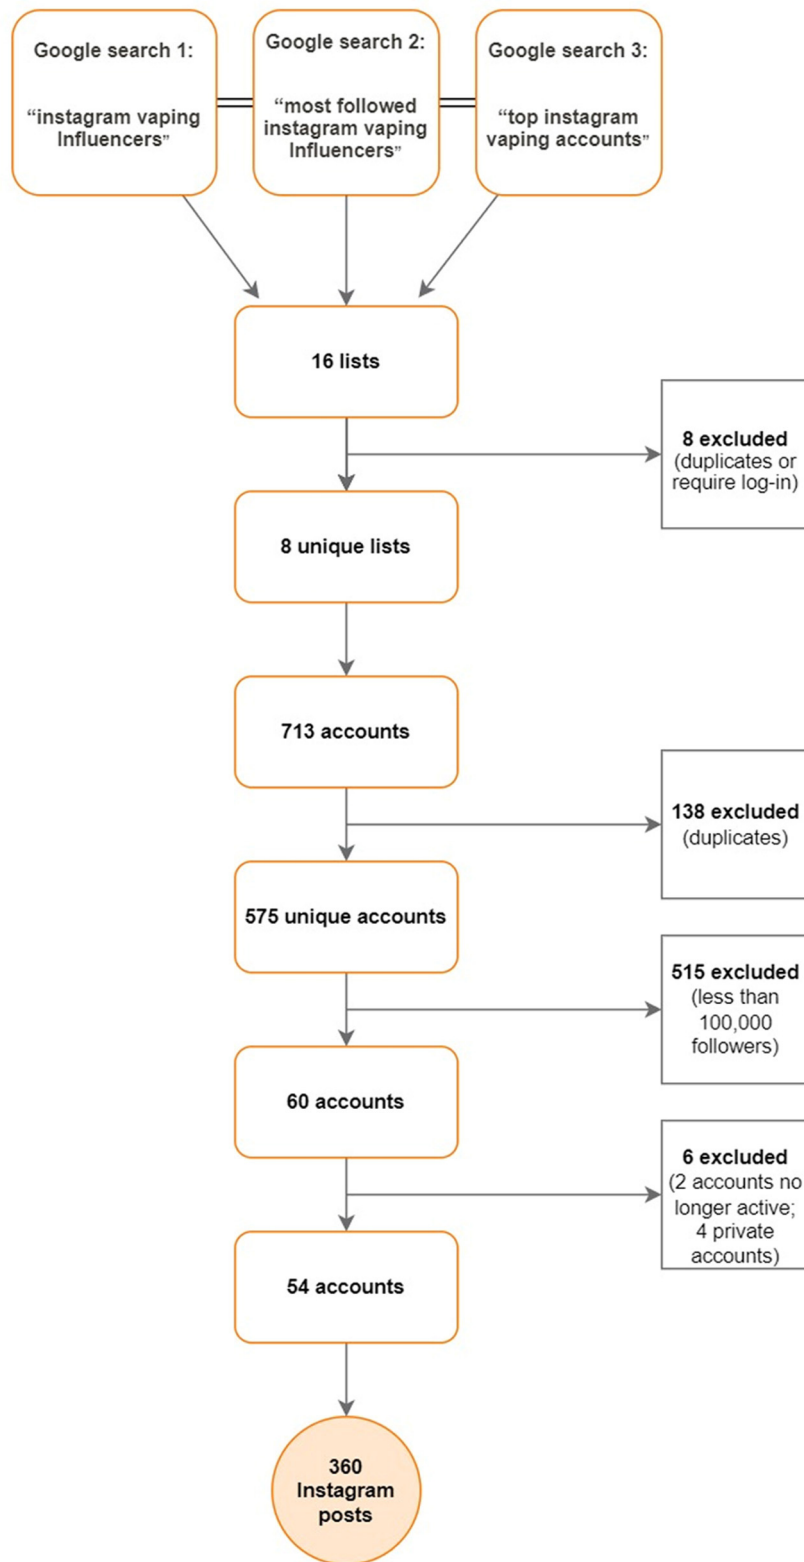 Google search 1:
“instagram vaping
Influencers”
Google search 2:
“most followed
instagram vaping
Influencers”
Google search 3:
“top instagram
vaping accounts”
16 lists
8 excluded
(duplicates or
require log-in)
8 unique lists
713 accounts
138 excluded
(duplicates)
575 unique accounts
515 excluded
(less than
100,000
followers)
60 accounts
6 excluded
(2 accounts no
longer active;
4 private
accounts)
54 accounts
360
Instagram
posts